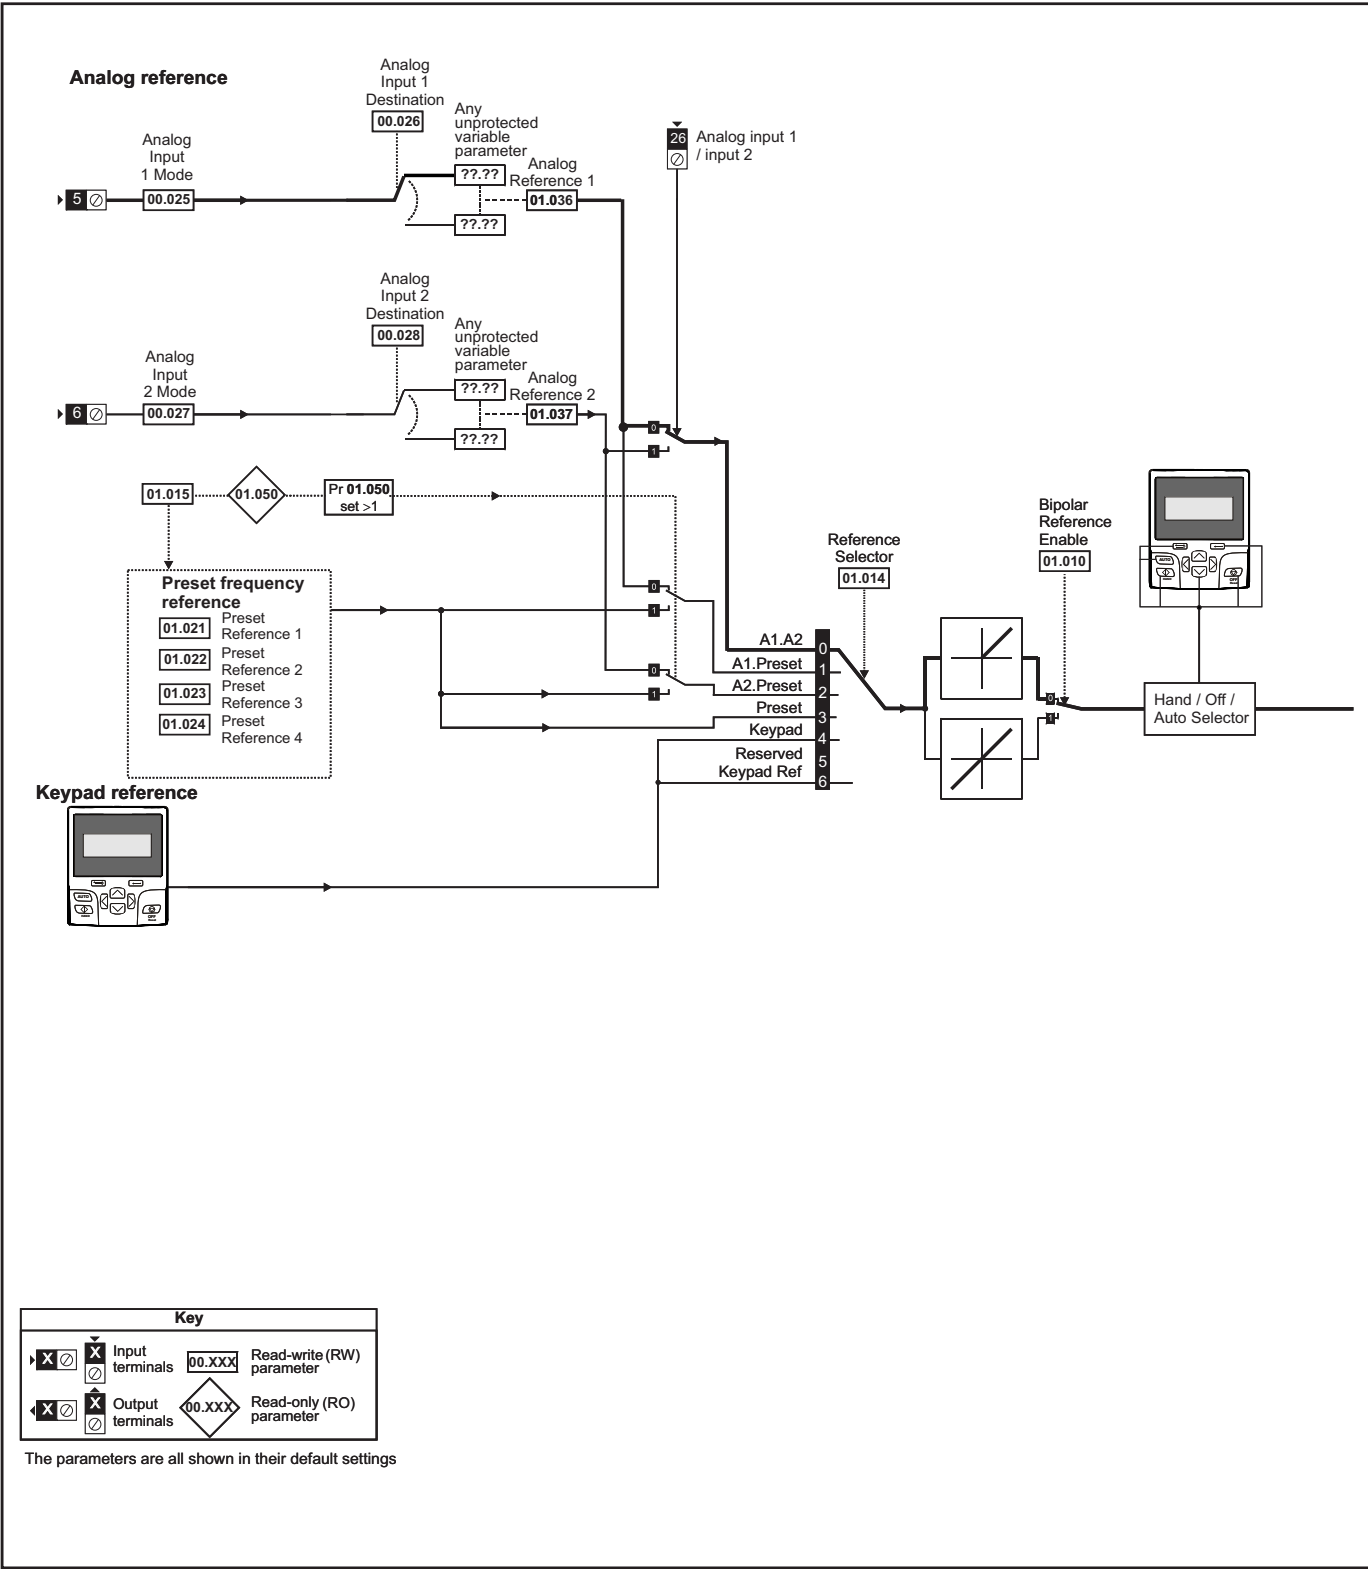 Analog reference
Analog
Input 1
Destination
00.026
Any
unprotected
variable
parameter
??.??
Analog
Input
1 Mode
5
00.025
Analog
Reference 1
01.036
??.??
26
Analog input 1
/ input 2
Analog
Input 2
Destination
00.028
Any
unprotected
variable
parameter
??.??
Analog
Input
2 Mode
6
00.027
Analog
Reference 2
01.037
??.??
0
1
01.015
01.050
Pr 01.050
set >1
Preset frequency
reference
01.021
Preset
Reference 1
01.022
Preset
Reference 2
01.023
Preset
Reference 3
01.024
Preset
Reference 4
0
1
0
1
Reference
Selector
01.014
A1.A2
0
A1.Preset
1
A2.Preset
2
Preset
3
Keypad
4
Reserved
5
Keypad Ref
6
Bipolar
Reference
Enable
01.010
0
1
AUTO
OFF
Hand / Off /
Auto Selector
Keypad reference
AUTO
OFF
Key
X
X
Input
terminals
00.XXX
Read-write (RW)
parameter
X
X
Output
terminals
00.XXX
Read-only (RO)
parameter
The parameters are all shown in their default settings